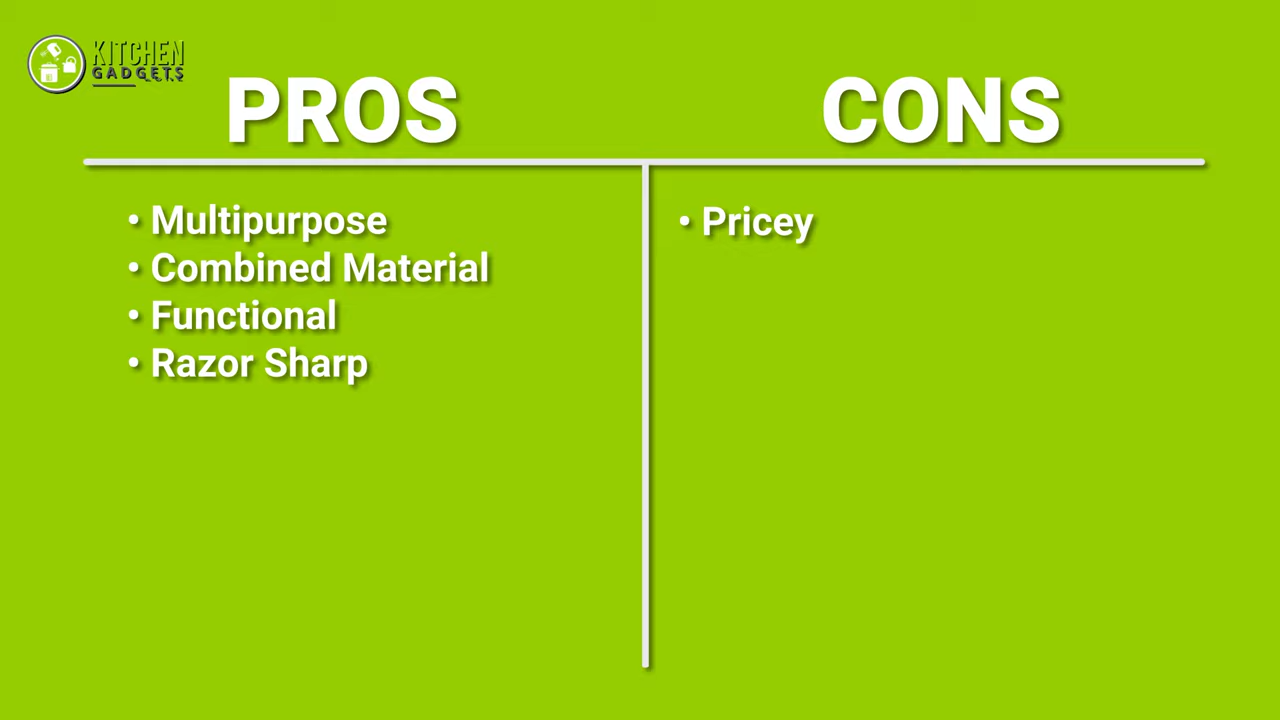 KITCHEN
GADGETS
PROS
CONS
• Multipurpose
• Combined Material
• Functional
• Razor Sharp
• Pricey